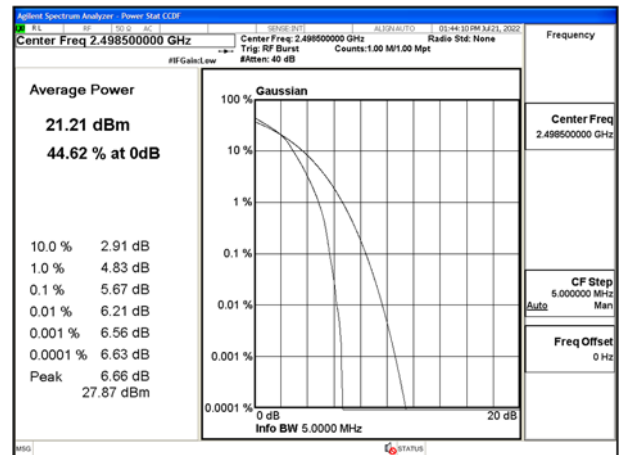 Agilent Spectrum Analyzer - Power Stat CCDF
RL RF 50 Ω AC SENSE:INT ALIGN AUTO 01:44:10 PM Jul 21, 2022
Center Freq 2.498500000 GHz
Center Freq: 2.498500000 GHz Radio Std: None
Trig: RF Burst Counts:1.00 M/1.00 Mpt
#IFGain:Low #Atten: 40 dB
Frequency
Average Power
21.21 dBm
44.62 % at 0dB
10.0 % 2.91 dB
1.0 % 4.83 dB
0.1 % 5.67 dB
0.01 % 6.21 dB
0.001 % 6.56 dB
0.0001 % 6.63 dB
Peak 6.66 dB
27.87 dBm
Gaussian
100 %
10 %
1 %
0.1 %
0.01 %
0.001 %
0.0001 %
0 dB 20 dB
Info BW 5.0000 MHz
Center Freq
2.498500000 GHz
CF Step
5.000000 MHz
Auto Man
Freq Offset
0 Hz
MSG STATUS